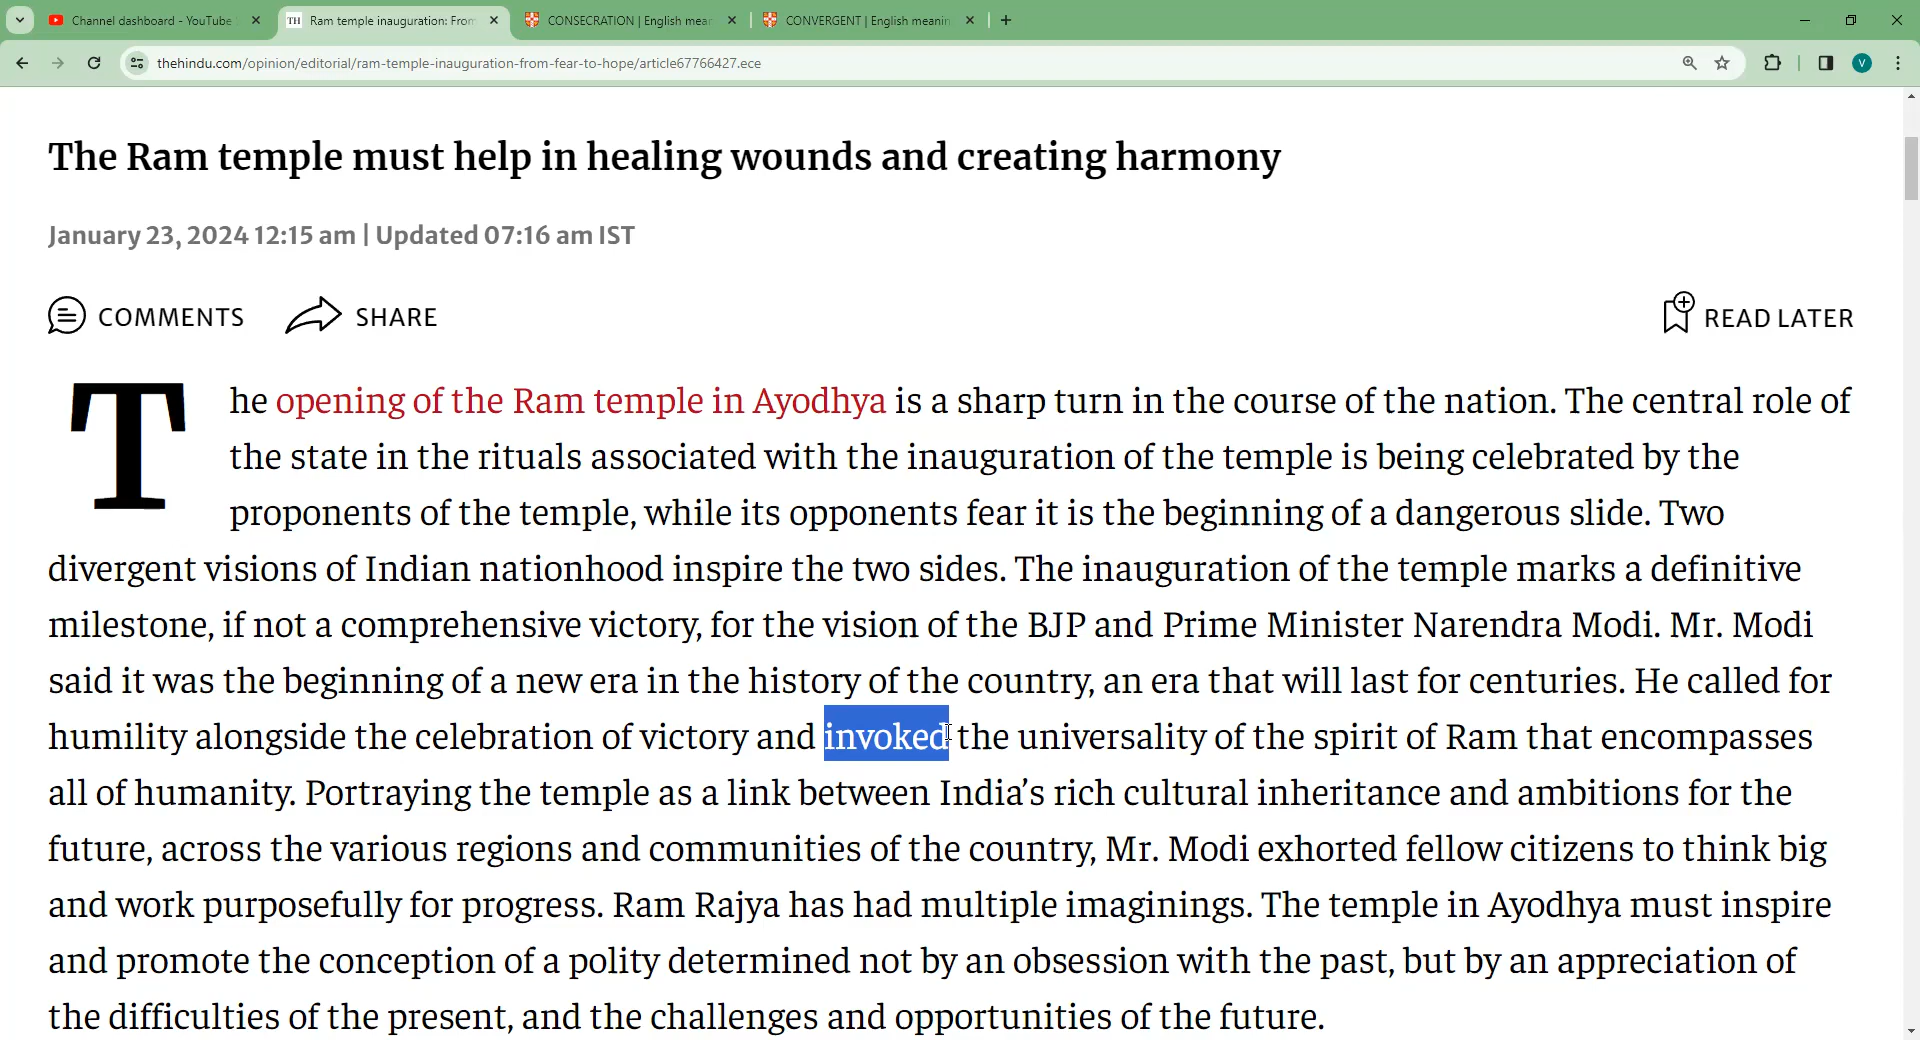 Channel dashboard - YouTube
TH Ram temple inauguration: From
CONSECRATION | English mear
CONVERGENT | English meanin
thehindu.com/opinion/editorial/ram-temple-inauguration-from-fear-to-hope/article67766427.ece
V
The Ram temple must help in healing wounds and creating harmony
January 23, 2024 12:15 am | Updated 07:16 am IST
COMMENTS SHARE READ LATER
The opening of the Ram temple in Ayodhya is a sharp turn in the course of the nation. The central role of
the state in the rituals associated with the inauguration of the temple is being celebrated by the
proponents of the temple, while its opponents fear it is the beginning of a dangerous slide. Two
divergent visions of Indian nationhood inspire the two sides. The inauguration of the temple marks a definitive
milestone, if not a comprehensive victory, for the vision of the BJP and Prime Minister Narendra Modi. Mr. Modi
said it was the beginning of a new era in the history of the country, an era that will last for centuries. He called for
humility alongside the celebration of victory and invoked the universality of the spirit of Ram that encompasses
all of humanity. Portraying the temple as a link between India’s rich cultural inheritance and ambitions for the
future, across the various regions and communities of the country, Mr. Modi exhorted fellow citizens to think big
and work purposefully for progress. Ram Rajya has had multiple imaginings. The temple in Ayodhya must inspire
and promote the conception of a polity determined not by an obsession with the past, but by an appreciation of
the difficulties of the present, and the challenges and opportunities of the future.